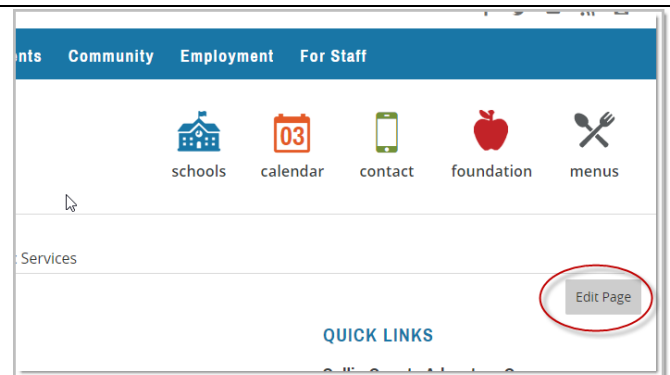 Community Employment For Staff
03
schools calendar contact foundation menus
Services
Edit Page
QUICK LINKS